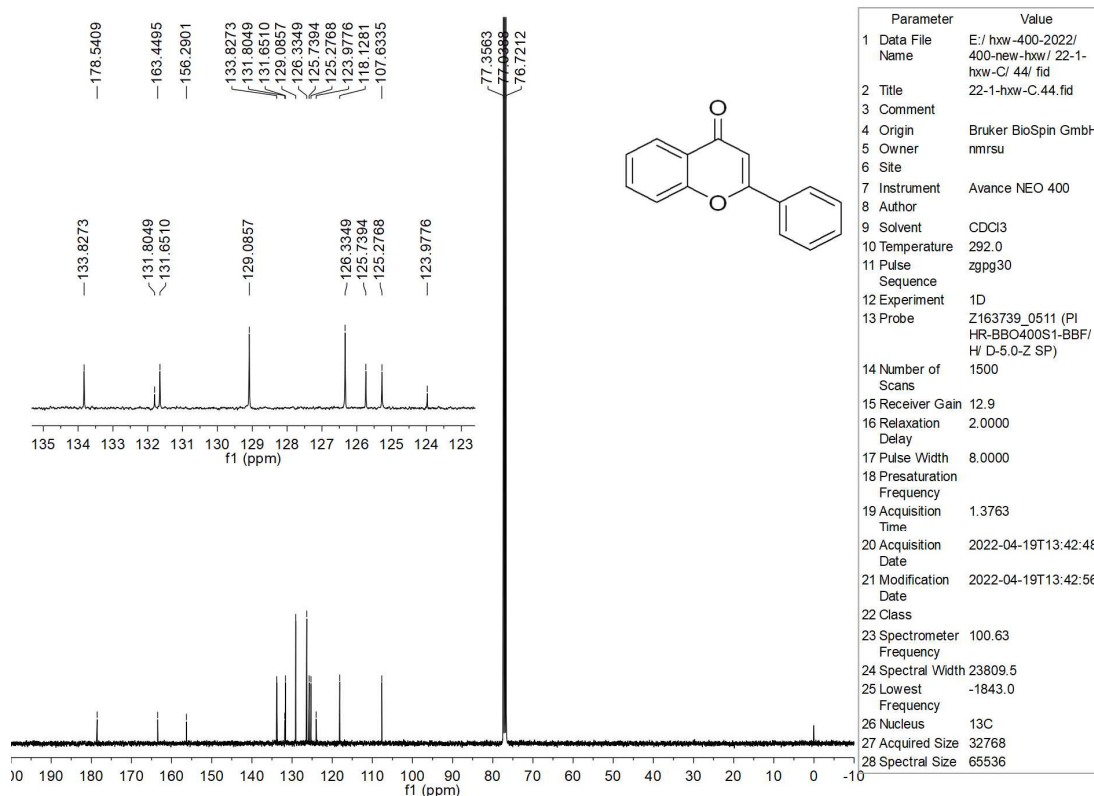 178.5409
163.4495
156.2901
133.8273
131.8049
131.6510
129.0857
126.3349
125.7394
125.2768
123.9776
118.1281
107.6335
77.3563
77.0388
76.7212
O
O
133.8273
131.8049
131.6510
129.0857
126.3349
125.7394
125.2768
123.9776
135 134 133 132 131 130 129 128 127 126 125 124 123
f1 (ppm)
190 180 170 160 150 140 130 120 110 100 90 80 70 60 50 40 30 20 10 0 -10
f1 (ppm)
Parameter Value
1 Data File E:/ hxw-400-2022/
Name 400-new-hxw/ 22-1-
hxw-C/ 44/ fid
2 Title 22-1-hxw-C.44.fid
3 Comment
4 Origin Bruker BioSpin GmbH
5 Owner nmrsu
6 Site
7 Instrument Avance NEO 400
8 Author
9 Solvent CDCl3
10 Temperature 292.0
11 Pulse zgpg30
Sequence
12 Experiment 1D
13 Probe Z163739_0511 (PI
HR-BBO400S1-BBF/
H/ D-5.0-Z SP)
14 Number of 1500
Scans
15 Receiver Gain 12.9
16 Relaxation 2.0000
Delay
17 Pulse Width 8.0000
18 Presaturation
Frequency
19 Acquisition 1.3763
Time
20 Acquisition 2022-04-19T13:42:48
Date
21 Modification 2022-04-19T13:42:56
Date
22 Class
23 Spectrometer 100.63
Frequency
24 Spectral Width 23809.5
25 Lowest -1843.0
Frequency
26 Nucleus 13C
27 Acquired Size 32768
28 Spectral Size 65536